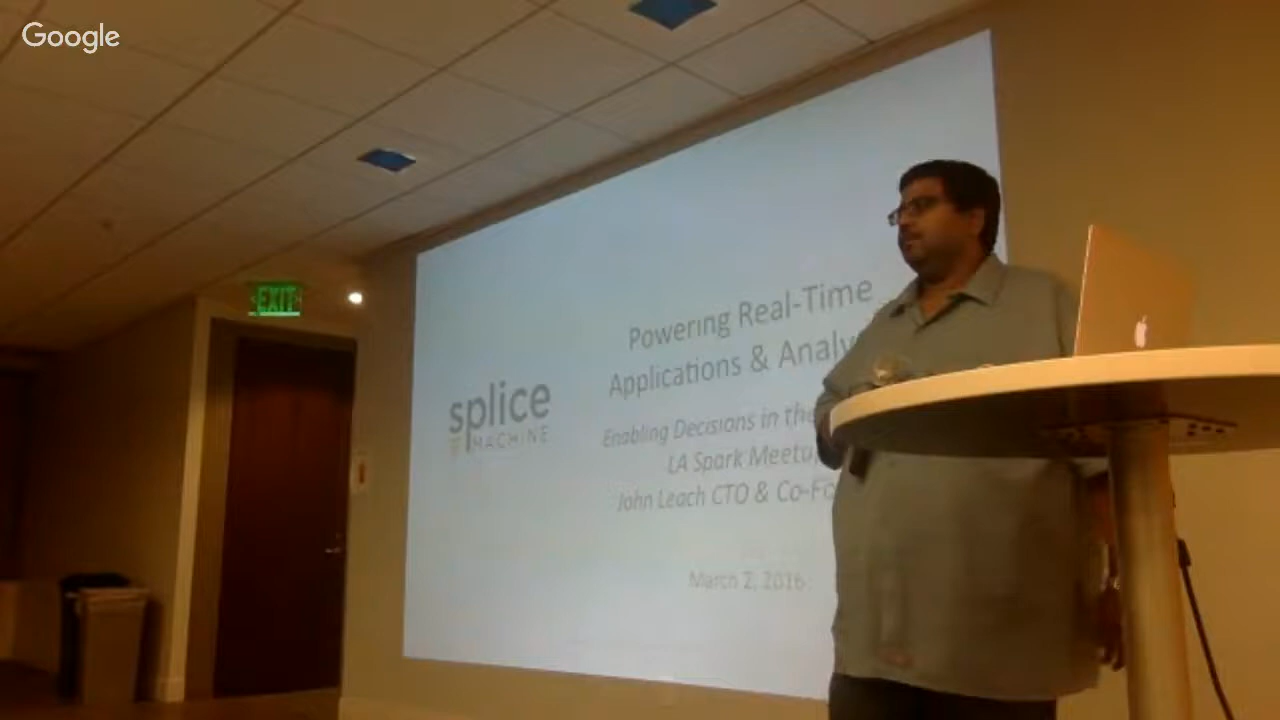 Google
EXIT
Powering Real-Time
Applications & Analy
splice
MACHINE
Enabling Decisions in the
LA Spark Meetu
John Leach CTO & Co-Fo
March 2, 2016